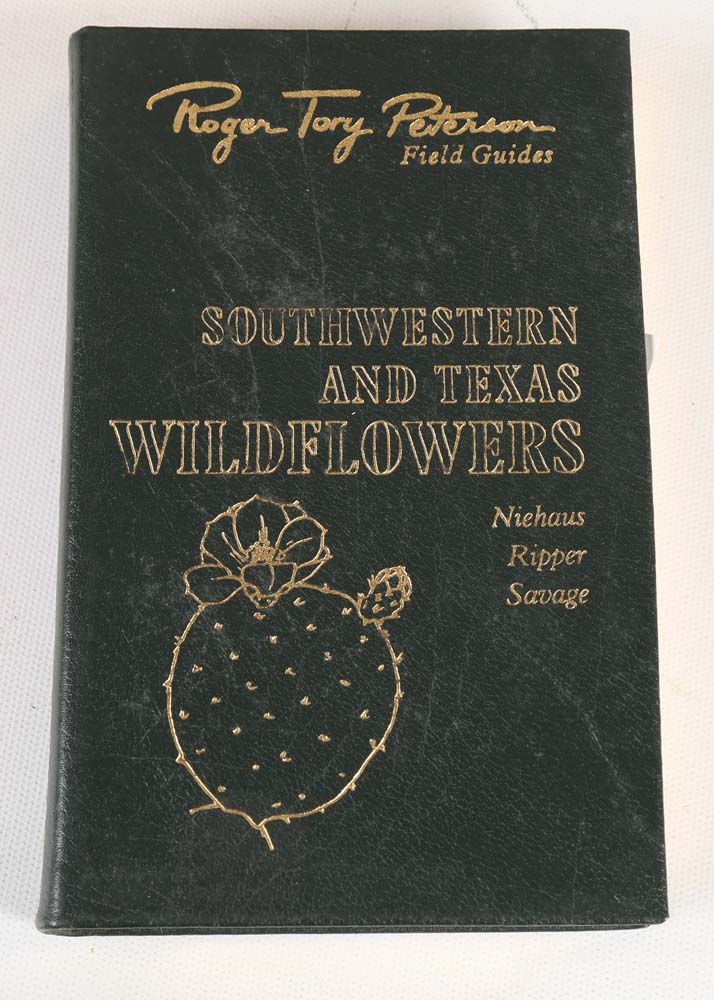 Roger Tory Peterson
Field Guides
SOUTHWESTERN
AND TEXAS
WILDFLOWERS
Niehaus
Ripper
Savage